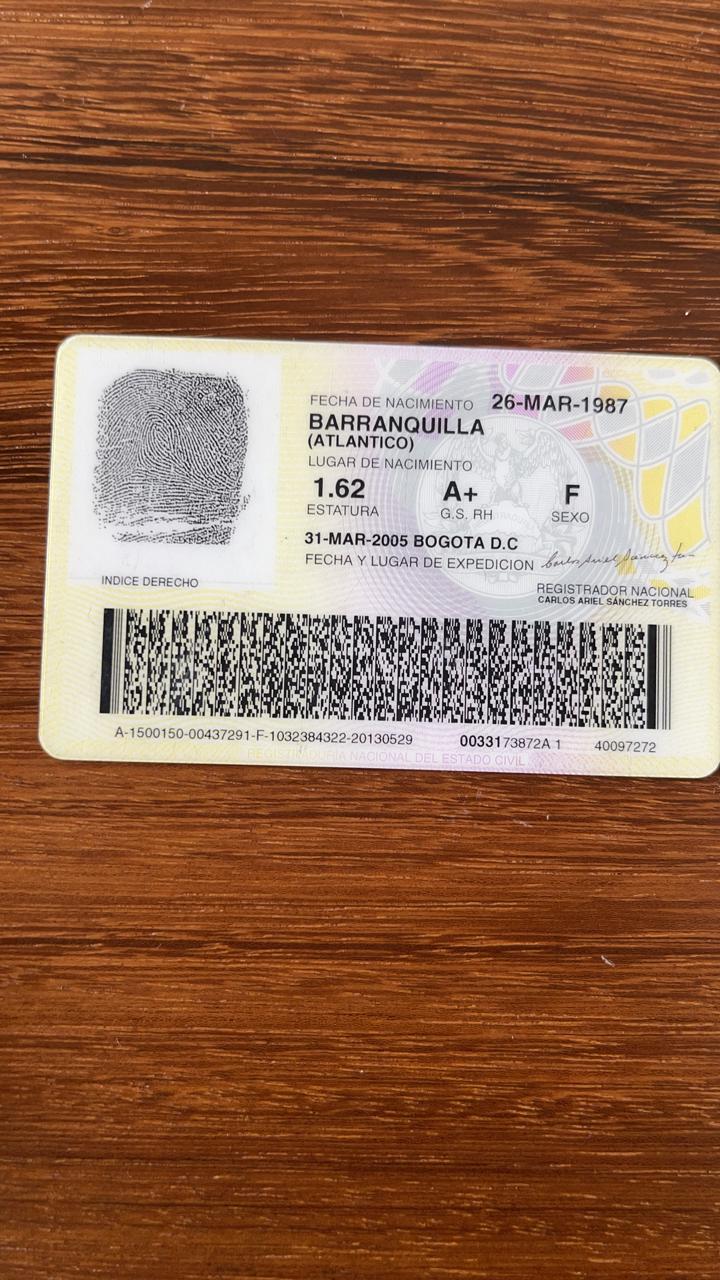 FECHA DE NACIMIENTO 26-MAR-1987
BARRANQUILLA
(ATLANTICO)
LUGAR DE NACIMIENTO
1.62 A+ F
ESTATURA G.S. RH SEXO
31-MAR-2005 BOGOTA D.C
FECHA Y LUGAR DE EXPEDICION
INDICE DERECHO
REGISTRADOR NACIONAL
CARLOS ARIEL SÁNCHEZ TORRES
A-1500150-00437291-F-1032384322-20130529 0033173872A 1 40097272
REGISTRADURIA NACIONAL DEL ESTADO CIVIL